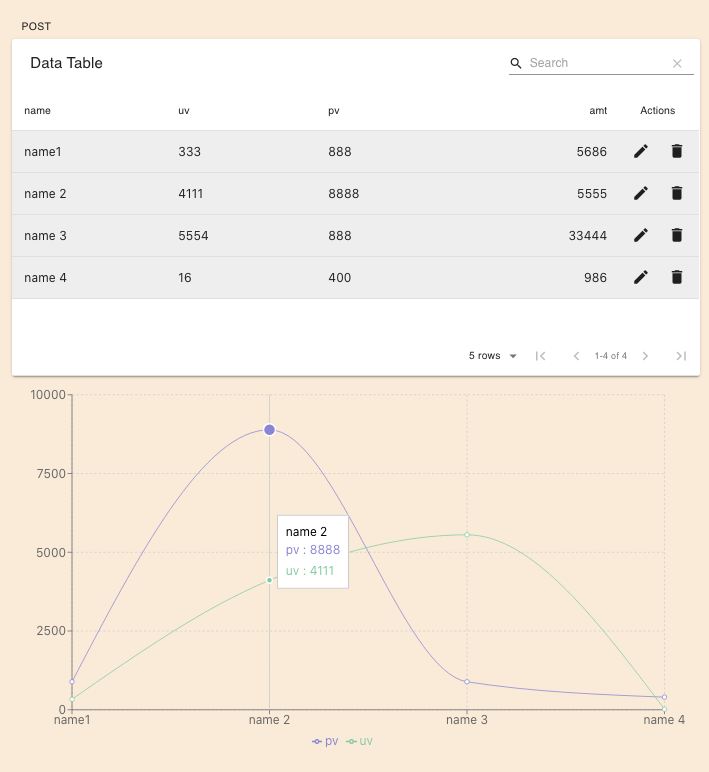 POST
Data Table
Search
name uv pv amt Actions
name1 333 888 5686
name 2 4111 8888 5555
name 3 5554 888 33444
name 4 16 400 986
5 rows 1-4 of 4
10000
7500
name 2
pv : 8888
5000
uv : 4111
2500
0
name1 name 2 name 3 name 4
pv uv